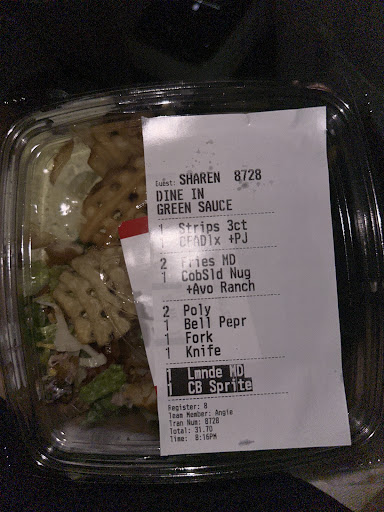 Guest: SHAREN 8728
DINE IN
GREEN SAUCE
1 Strips 3ct
1 CFADlx +PJ
2 Fries MD
1 CobSld Nug
+Avo Ranch
2 Poly
1 Bell Pepr
1 Fork
1 Knife
1 Lmnde MD
1 CB Sprite
Register: 8
Team Member: Angie
Tran Num: 8728
Total: 31.70
Time: 8:16PM